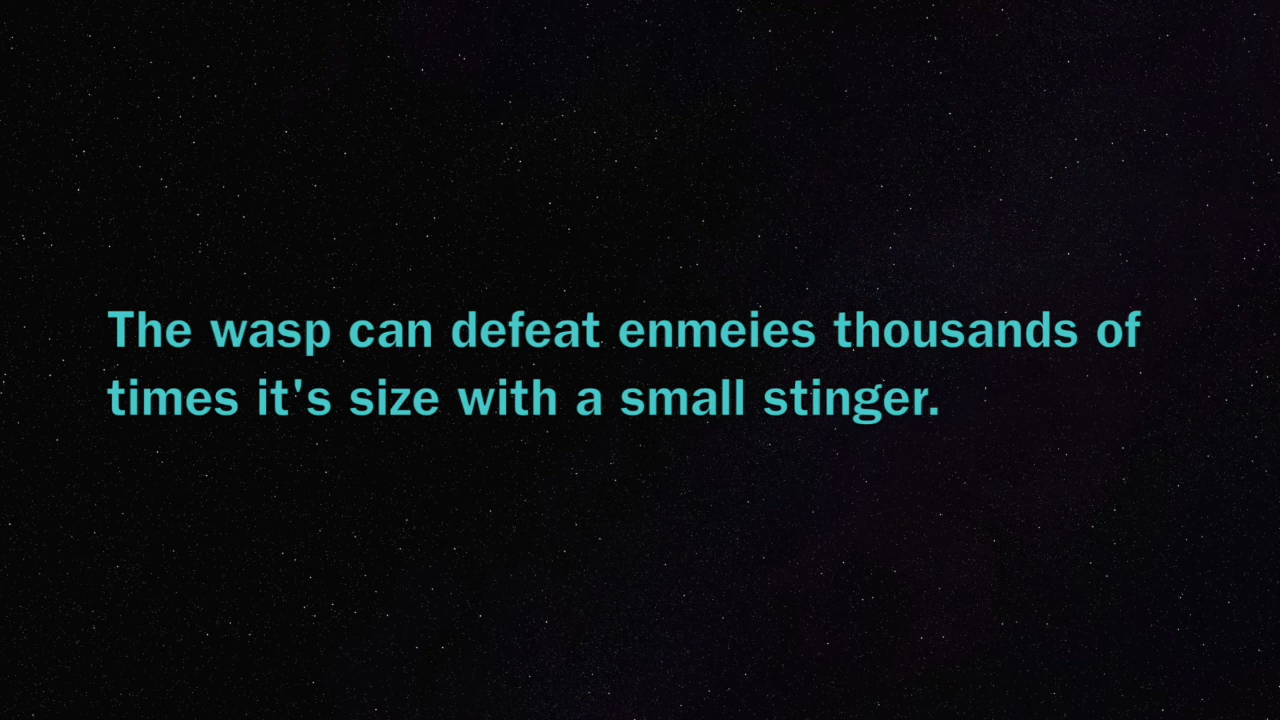 The wasp can defeat enmeies thousands of
times it's size with a small stinger.